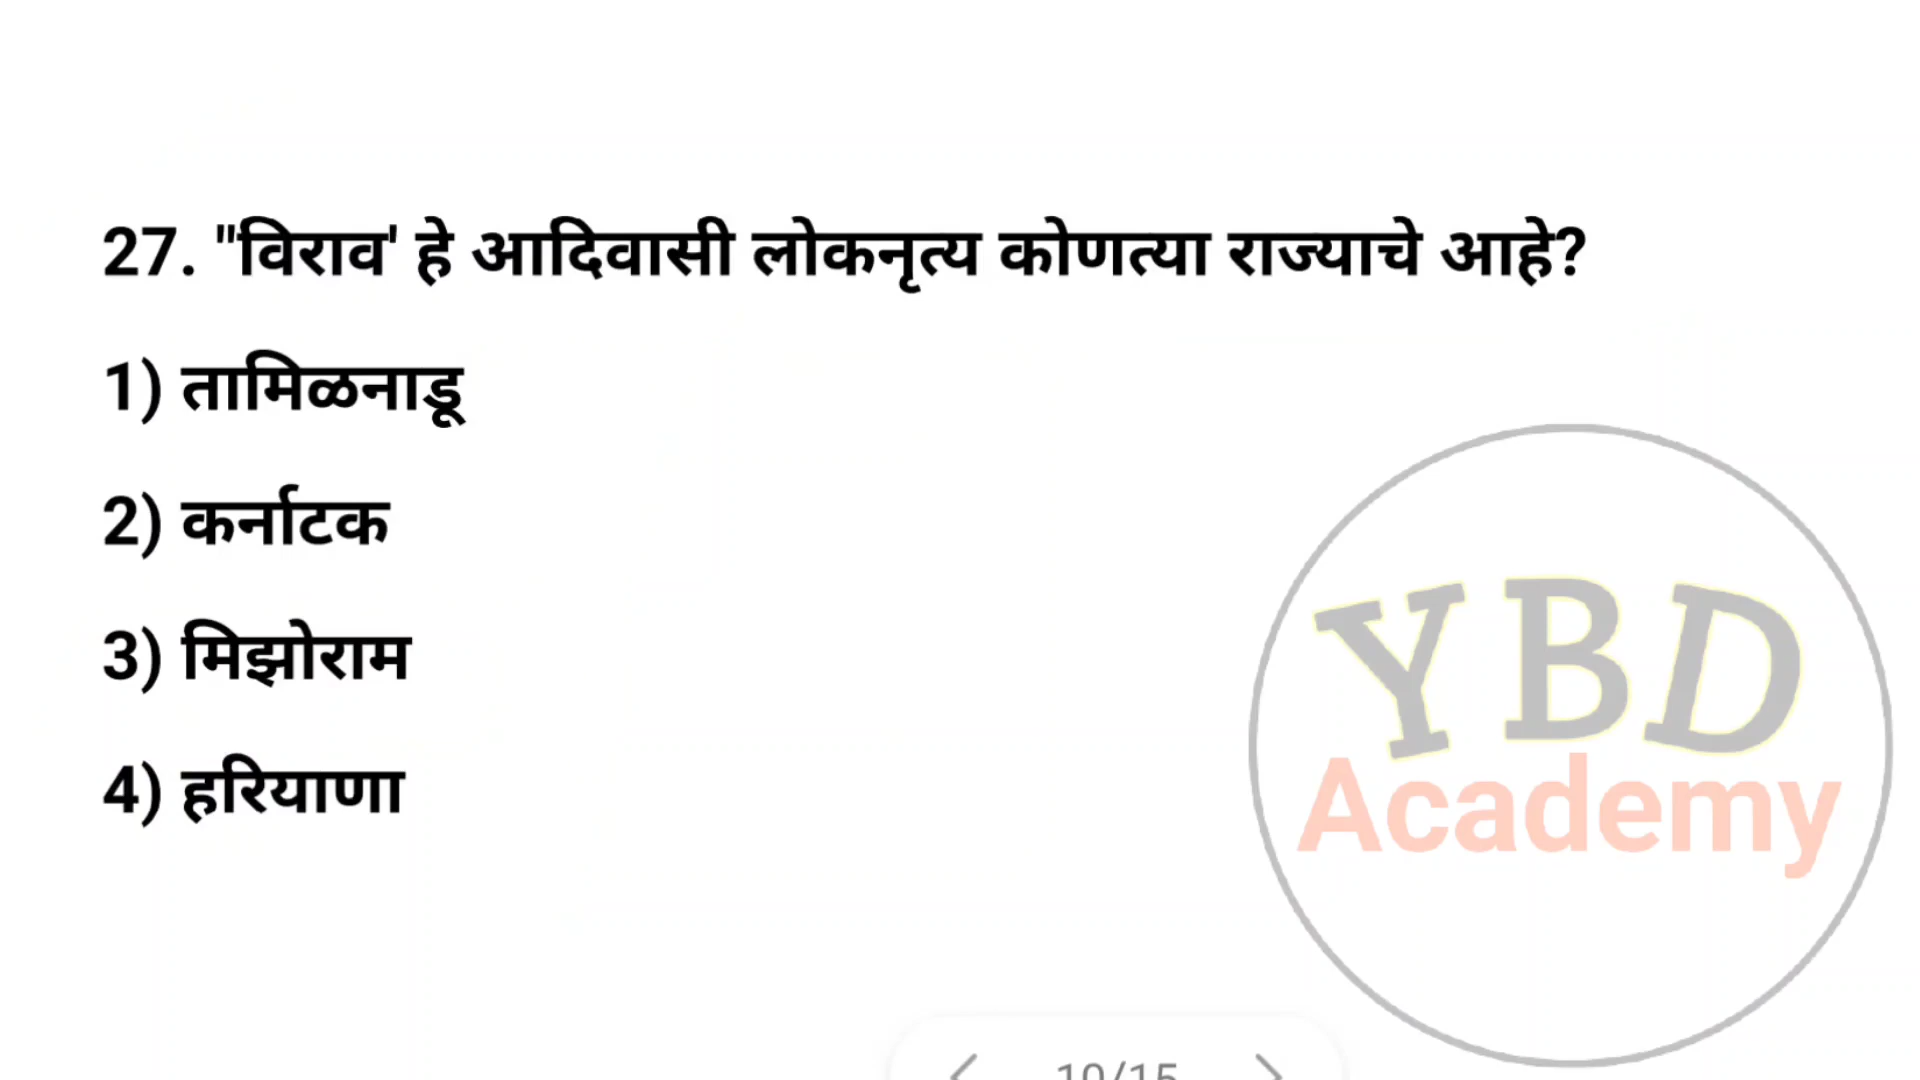 27. "विराव' हे आदिवासी लोकनृत्य कोणत्या राज्याचे आहे?
1) तामिळनाडू
2) कर्नाटक
3) मिझोराम
4) हरियाणा
YBD
Academy
10/15